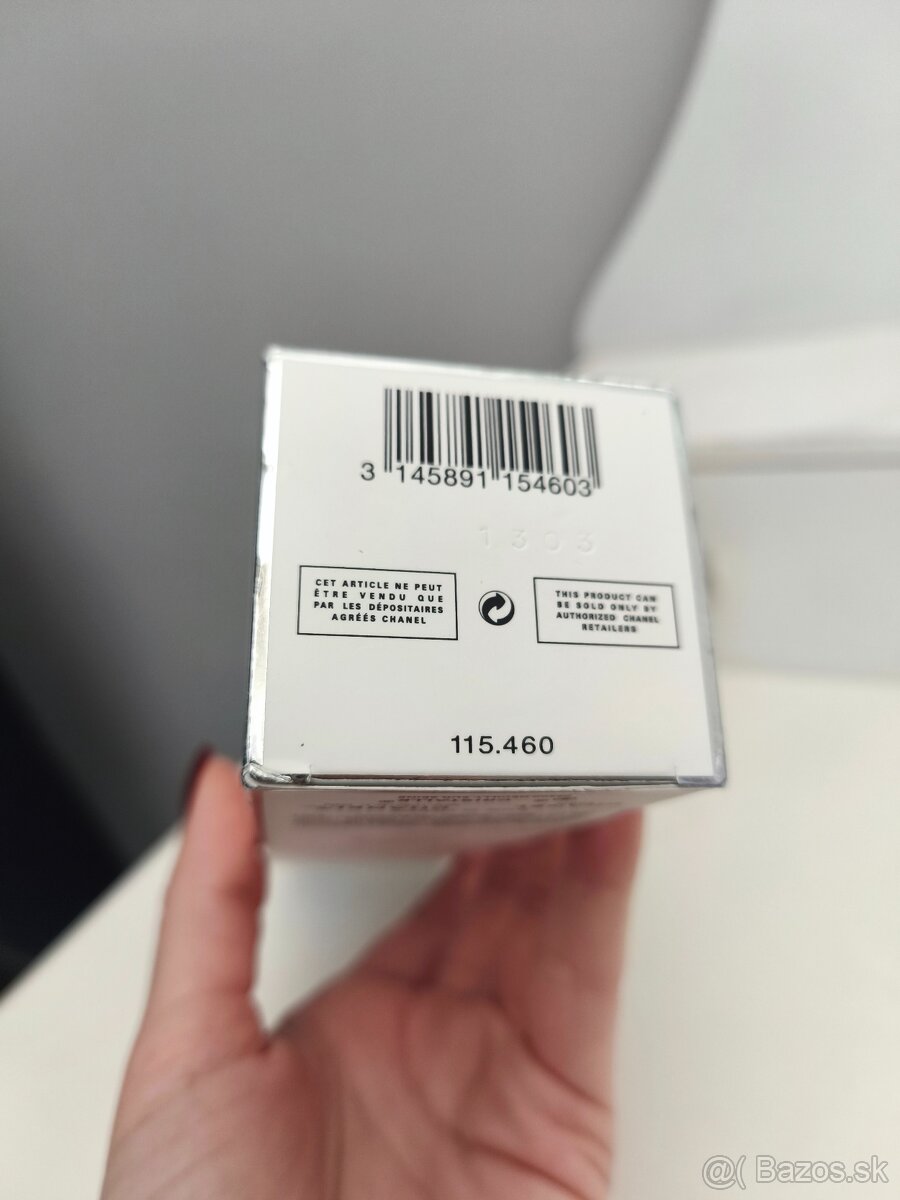 3 145891 154603
1303
CET ARTICLE NE PEUT
ÊTRE VENDU QUE
PAR LES DÉPOSITAIRES
AGRÉÉS CHANEL
THIS PRODUCT CAN
BE SOLD ONLY BY
AUTHORIZED CHANEL
RETAILERS
115.460
@( Bazos.sk